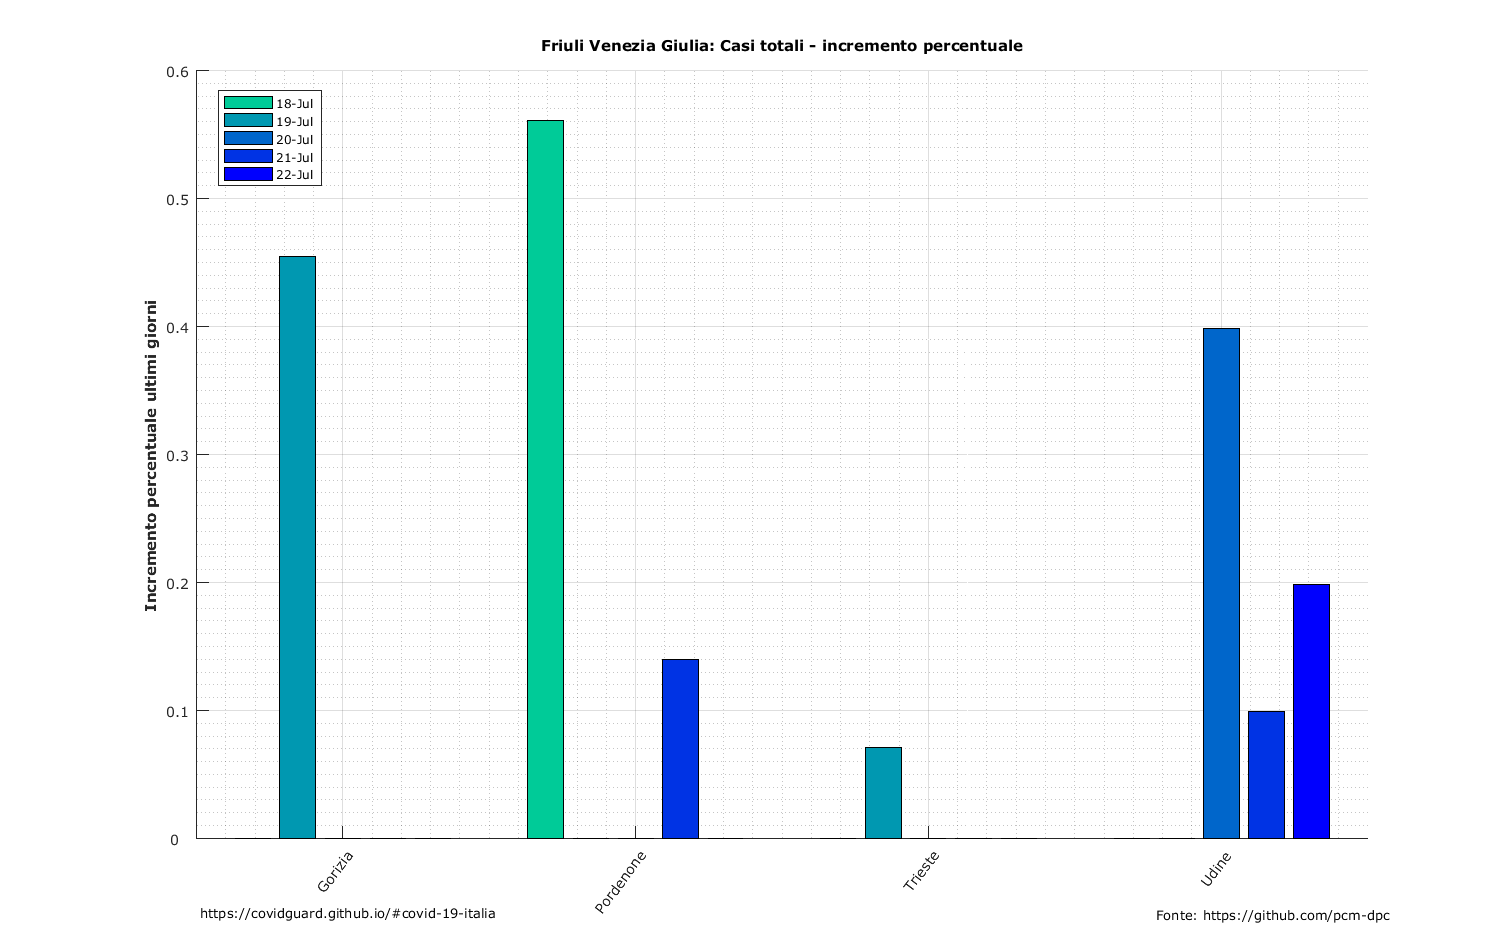 Friuli Venezia Giulia: Casi totali - incremento percentuale
0.6
0.5
0.4
0.3
0.2
0.1
0
Incremento percentuale ultimi giorni
18-Jul
19-Jul
20-Jul
21-Jul
22-Jul
Gorizia
Pordenone
Trieste
Udine
https://covidguard.github.io/#covid-19-italia
Fonte: https://github.com/pcm-dpc